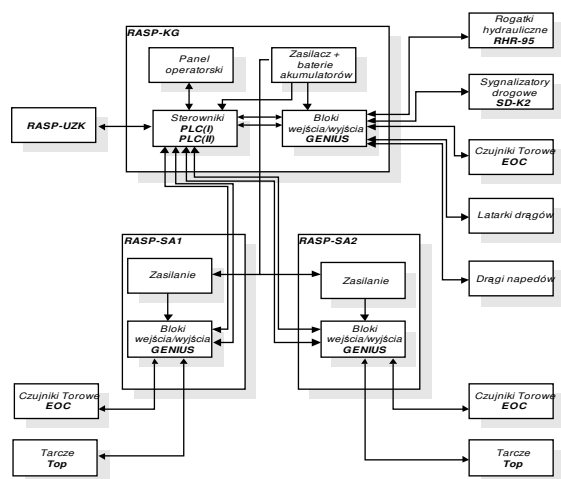 RASP-KG
Panel
operatorski
Zasilacz +
baterie
akumulatorów
Rogatki
hydrauliczne
RHR-95
Sygnalizatory
drogowe
SD-K2
RASP-UZK
Sterowniki
PLC(I)
PLC(II)
Bloki
wejścia/wyjścia
GENIUS
Czujniki Torowe
EOC
Latarki drągów
Drągi napedów
RASP-SA1
Zasilanie
Bloki
wejścia/wyjścia
GENIUS
RASP-SA2
Zasilanie
Bloki
wejścia/wyjścia
GENIUS
Czujniki Torowe
EOC
Czujniki Torowe
EOC
Tarcze
Top
Tarcze
Top